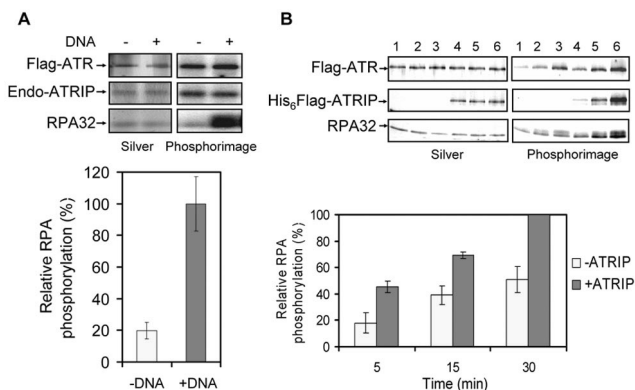 A
DNA - + - +
Flag-ATR
Endo-ATRIP
RPA32
Silver Phosphorimage
Relative RPA
phosphorylation (%)
120
100
80
60
40
20
0
-DNA +DNA
B
1 2 3 4 5 6 1 2 3 4 5 6
Flag-ATR
His6Flag-ATRIP
RPA32
Silver Phosphorimage
Relative RPA
phosphorylation (%)
100
80
60
40
20
0
5 15 30
Time (min)
-ATRIP
+ATRIP